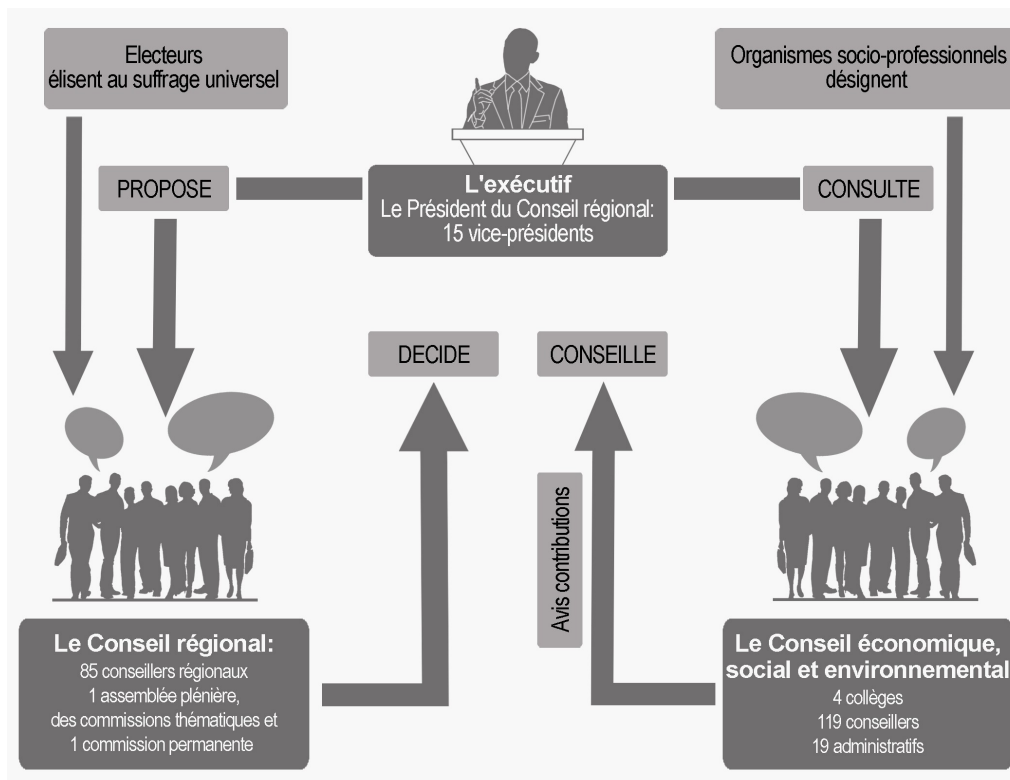 Electeurs
élisent au suffrage universel
Organismes socio-professionnels
désignent
PROPOSE
L'exécutif
Le Président du Conseil régional:
15 vice-présidents
CONSULTE
DECIDE
CONSEILLE
Avis contributions
Le Conseil régional:
85 conseillers régionaux
1 assemblée plénière,
des commissions thématiques et
1 commission permanente
Le Conseil économique,
social et environnemental
4 collèges
119 conseillers
19 administratifs